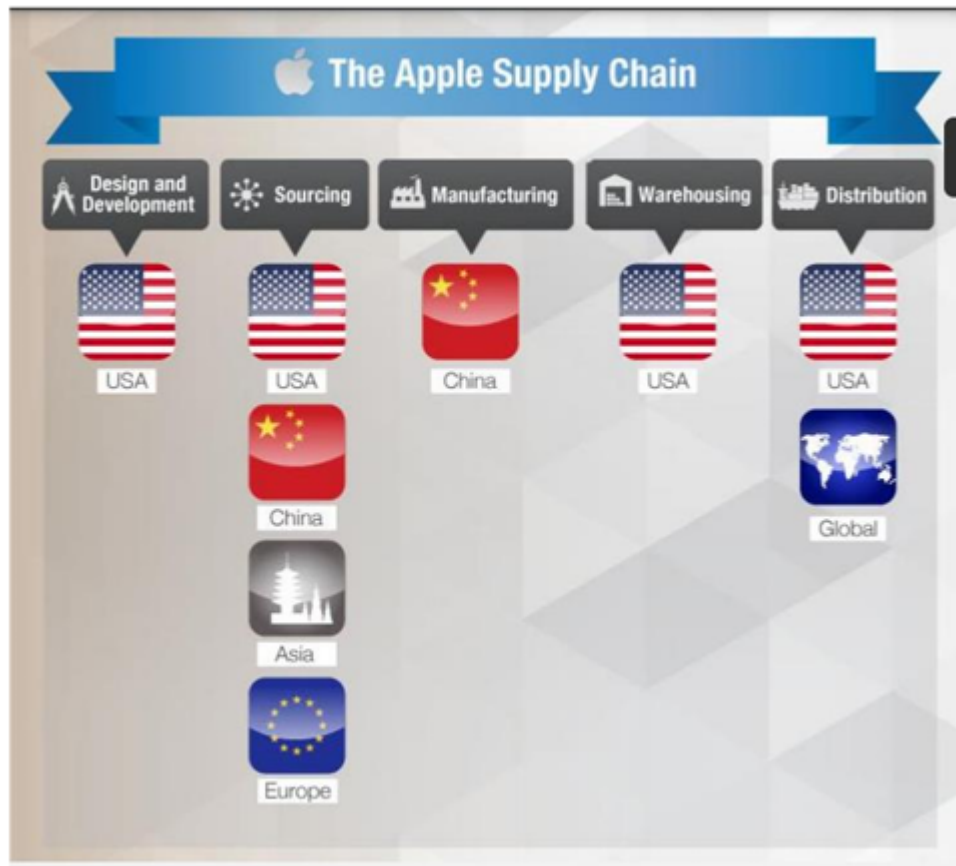 The Apple Supply Chain
Design and
Development
Sourcing
Manufacturing
Warehousing
Distribution
USA
USA
China
USA
USA
China
Global
Asia
Europe